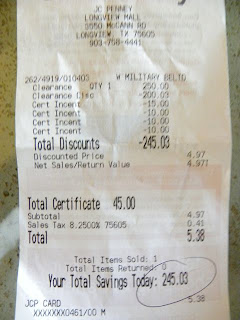 JC PENNEY
LONGVIEW MALL
3550 McCANN RD
LONGVIEW, TX 75605
903-758-4441
262/4919/010403 W MILITARY BELTD
Clearance QTY 1 250.00
Clearance Disc -200.03
Cert Incent -15.00
Cert Incent -10.00
Cert Incent -10.00
Cert Incent -10.00
Total Discounts -245.03
Discounted Price 4.97
Net Sales/Return Value 4.97T
Total Certificate 45.00
Subtotal 4.97
Sales Tax 8.2500% 75605 0.41
Total 5.38
Total Items Sold: 1
Total Items Returned: 0
Your Total Savings Today: 245.03
JCP CARD 5.38
XXXXXXX0461/00 M